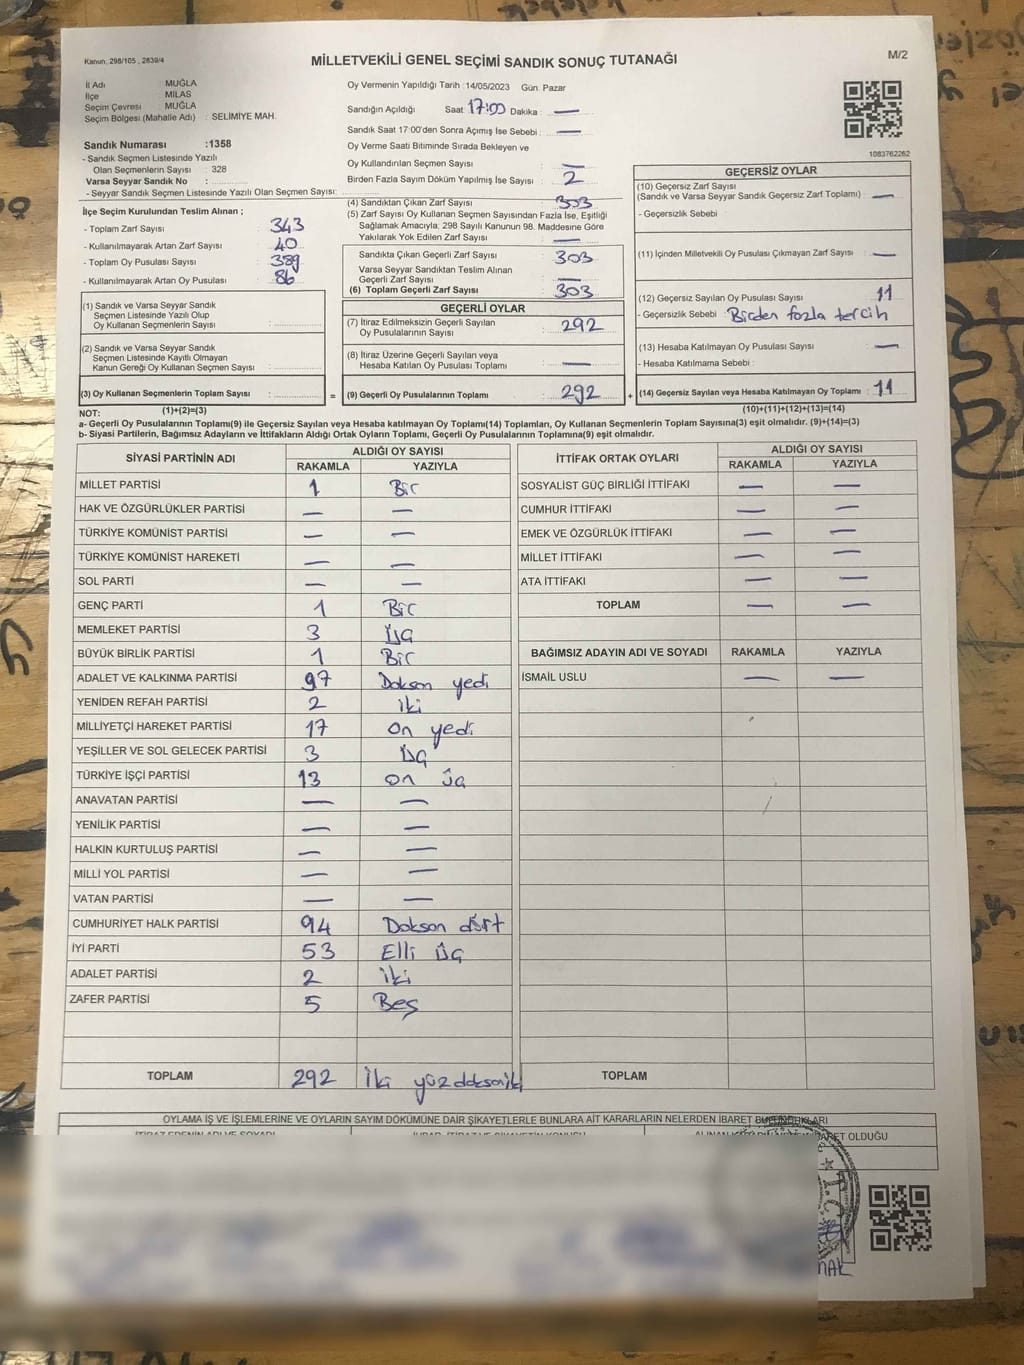 Kanun, 298/105 , 2839/4
MİLLETVEKİLİ GENEL SEÇİMİ SANDIK SONUÇ TUTANAĞI
M/2
İl Adı : MUĞLA
İlçe : MİLAS
Seçim Çevresi : MUĞLA
Seçim Bölgesi (Mahalle Adı) : SELİMİYE MAH.
Sandık Numarası :1358
- Sandık Seçmen Listesinde Yazılı
Olan Seçmenlerin Sayısı : 328
Varsa Seyyar Sandık No :
- Seyyar Sandık Seçmen Listesinde Yazılı Olan Seçmen Sayısı:
Oy Vermenin Yapıldığı Tarih :14/05/2023 Gün Pazar
Sandığın Açıldığı Saat 17:00 Dakika : —
Sandık Saat 17:00'den Sonra Açımış İse Sebebi : —
Oy Verme Saati Bitiminde Sırada Bekleyen ve
Oy Kullandırılan Seçmen Sayısı : —
Birden Fazla Sayım Döküm Yapılmış İse Sayısı : 2
1083762262
İlçe Seçim Kurulundan Teslim Alınan ;
- Toplam Zarf Sayısı : 343
- Kullanılmayarak Artan Zarf Sayısı : 40
- Toplam Oy Pusulası Sayısı : 389
- Kullanılmayarak Artan Oy Pusulası : 86
(1) Sandık ve Varsa Seyyar Sandık
Seçmen Listesinde Yazılı Olup
Oy Kullanan Seçmenlerin Sayısı :
(2) Sandık ve Varsa Seyyar Sandık
Seçmen Listesinde Kayıtlı Olmayan
Kanun Gereği Oy Kullanan Seçmen Sayısı :
(3) Oy Kullanan Seçmenlerin Toplam Sayısı :
(1)+(2)=(3)
(4) Sandıktan Çıkan Zarf Sayısı : 303
(5) Zarf Sayısı Oy Kullanan Seçmen Sayısından Fazla İse, Eşitliği
Sağlamak Amacıyla, 298 Sayılı Kanunun 98. Maddesine Göre
Yakılarak Yok Edilen Zarf Sayısı : —
Sandıkta Çıkan Geçerli Zarf Sayısı : 303
Varsa Seyyar Sandıktan Teslim Alınan
Geçerli Zarf Sayısı : —
(6) Toplam Geçerli Zarf Sayısı : 303
GEÇERLİ OYLAR
(7) İtiraz Edilmeksizin Geçerli Sayılan
Oy Pusulalarının Sayısı : 292
(8) İtiraz Üzerine Geçerli Sayılan veya
Hesaba Katılan Oy Pusulası Toplamı : —
= (9) Geçerli Oy Pusulalarının Toplamı : 292 +
GEÇERSİZ OYLAR
(10) Geçersiz Zarf Sayısı
(Sandık ve Varsa Seyyar Sandık Geçersiz Zarf Toplamı) : —
- Geçersizlik Sebebi :
(11) İçinden Milletvekili Oy Pusulası Çıkmayan Zarf Sayısı : —
(12) Geçersiz Sayılan Oy Pusulası Sayısı : 11
- Geçersizlik Sebebi : Birden fazla tercih
(13) Hesaba Katılmayan Oy Pusulası Sayısı : —
- Hesaba Katılmama Sebebi :
(14) Geçersiz Sayılan veya Hesaba Katılmayan Oy Toplamı : 11
(10)+(11)+(12)+(13)=(14)
NOT:
a- Geçerli Oy Pusulalarının Toplamı(9) ile Geçersiz Sayılan veya Hesaba katılmayan Oy Toplamı(14) Toplamları, Oy Kullanan Seçmenlerin Toplam Sayısına(3) eşit olmalıdır. (9)+(14)=(3)
b- Siyasi Partilerin, Bağımsız Adayların ve İttifakların Aldığı Ortak Oyların Toplamı, Geçerli Oy Pusulalarının Toplamına(9) eşit olmalıdır.
SİYASİ PARTİNİN ADI ALDIĞI OY SAYISI
RAKAMLA YAZIYLA
MİLLET PARTİSİ 1 Bir
HAK VE ÖZGÜRLÜKLER PARTİSİ — —
TÜRKİYE KOMÜNİST PARTİSİ — —
TÜRKİYE KOMÜNİST HAREKETİ — —
SOL PARTİ — —
GENÇ PARTİ 1 Bir
MEMLEKET PARTİSİ 3 Üç
BÜYÜK BİRLİK PARTİSİ 1 Bir
ADALET VE KALKINMA PARTİSİ 97 Doksan yedi
YENİDEN REFAH PARTİSİ 2 iki
MİLLİYETÇİ HAREKET PARTİSİ 17 on yedi
YEŞİLLER VE SOL GELECEK PARTİSİ 3 Üç
TÜRKİYE İŞÇİ PARTİSİ 13 on üç
ANAVATAN PARTİSİ — —
YENİLİK PARTİSİ — —
HALKIN KURTULUŞ PARTİSİ — —
MİLLİ YOL PARTİSİ — —
VATAN PARTİSİ — —
CUMHURİYET HALK PARTİSİ 94 Doksan dört
İYİ PARTİ 53 Elli üç
ADALET PARTİSİ 2 iki
ZAFER PARTİSİ 5 Beş
TOPLAM 292 İki yüz doksan iki
İTTİFAK ORTAK OYLARI ALDIĞI OY SAYISI
RAKAMLA YAZIYLA
SOSYALİST GÜÇ BİRLİĞİ İTTİFAKI — —
CUMHUR İTTİFAKI — —
EMEK VE ÖZGÜRLÜK İTTİFAKI — —
MİLLET İTTİFAKI — —
ATA İTTİFAKI — —
TOPLAM — —
BAĞIMSIZ ADAYIN ADI VE SOYADI RAKAMLA YAZIYLA
İSMAİL USLU — —
TOPLAM
OYLAMA İŞ VE İŞLEMLERİNE VE OYLARIN SAYIM DÖKÜMÜNE DAİR ŞİKAYETLERLE BUNLARA AİT KARARLARIN NELERDEN İBARET BULUNDUKLARI
OLDUĞU
T.C.